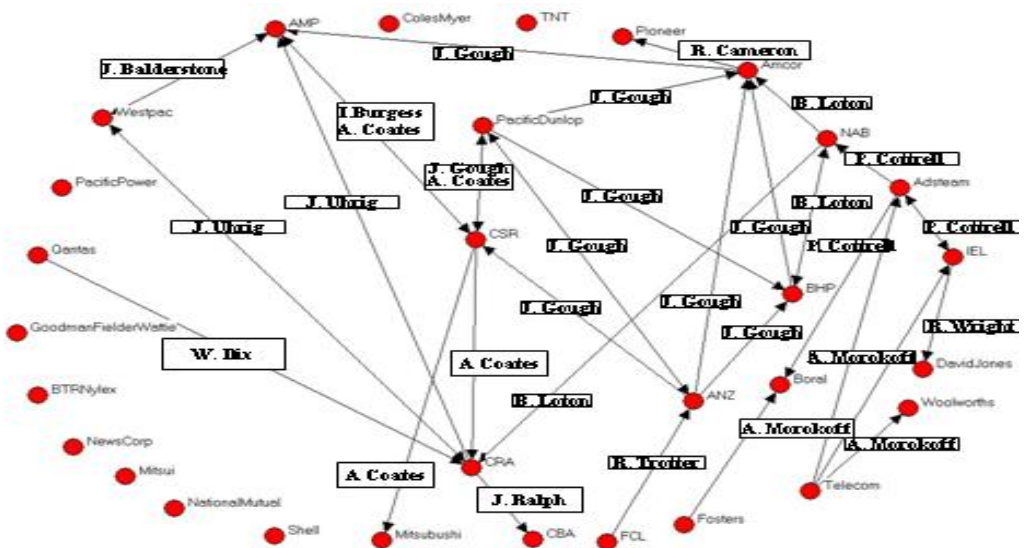 AMP
ColesMyer
TNT
Pioneer
R. Cameron
J. Gough
Amcor
J. Balderstone
J. Gough
B. Loton
Westpac
I.Burgess
A. Coates
PacificDunlop
NAB
P. Cottrell
J. Gough
A. Coates
PacificPower
Adsteam
J. Gough
B. Loton
J. Uhrig
J. Uhrig
J. Gough
P. Cottrell
CSR
J. Gough
P. Cottrell
IEL
Qantas
BHP
J. Gough
J. Gough
GoodmanFielderWattie
J. Gough
R. Wright
W. Dix
A. Coates
A. Morokoff
DavidJones
BTRNylex
Boral
B. Loton
ANZ
Woolworths
A. Morokoff
A. Morokoff
NewsCorp
CRA
R. Trotter
Mitsui
A. Coates
Telecom
NationalMutual
J. Ralph
Shell
Mitsubushi
CBA
FCL
Fosters